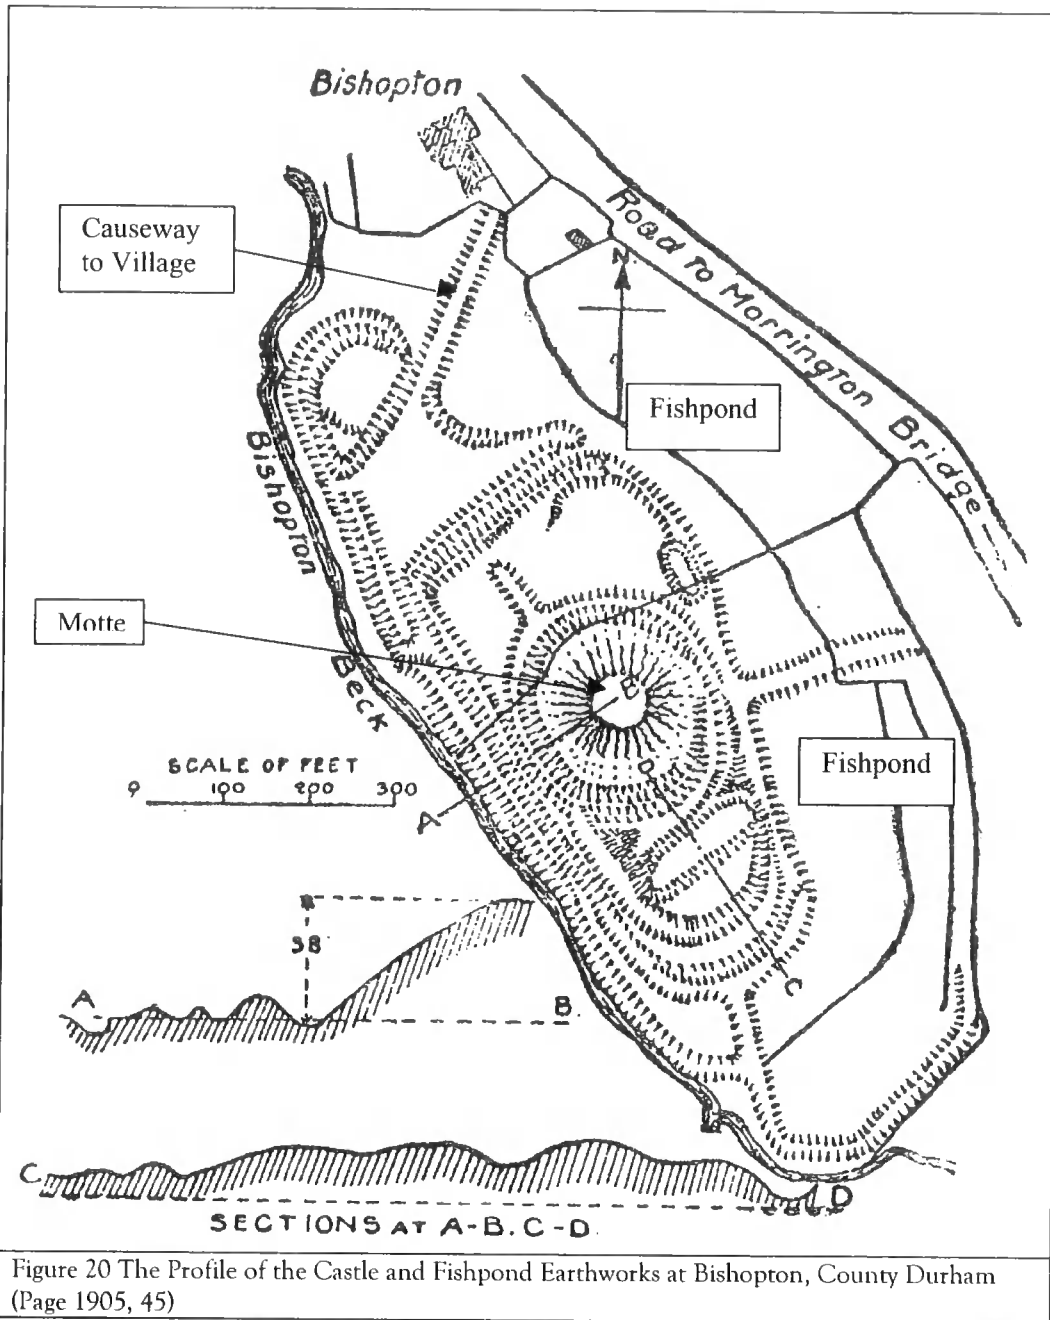 Bishopton
Causeway
to Village
Road to Morrington Bridge
N.
Fishpond
Bishopton
Beck
Motte
B
SCALE OF FEET
0 100 200 300
Fishpond
D
A
C
38
A
B.
C
D
SECTIONS AT A-B. C-D.
Figure 20 The Profile of the Castle and Fishpond Earthworks at Bishopton, County Durham
(Page 1905, 45)